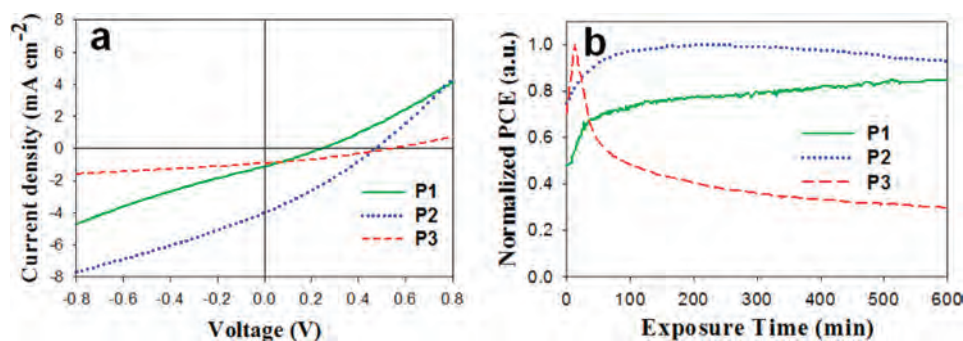 a
Current density (mA cm⁻²)
8
6
4
2
0
-2
-4
-6
-8
-0.8 -0.6 -0.4 -0.2 0.0 0.2 0.4 0.6 0.8
Voltage (V)
P1
P2
P3
b
Normalized PCE (a.u.)
1.0
0.8
0.6
0.4
0.2
0.0
0 100 200 300 400 500 600
Exposure Time (min)
P1
P2
P3